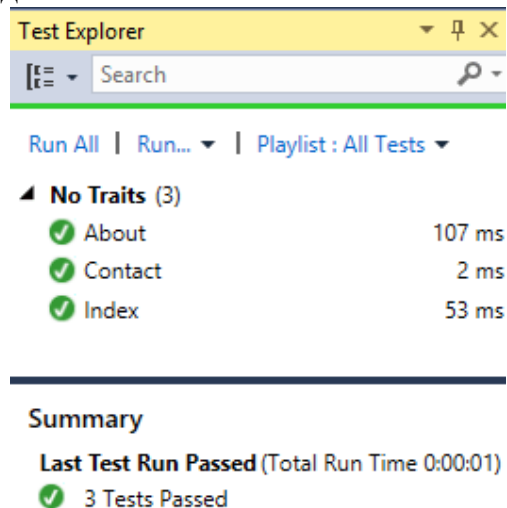 Test Explorer
Search
Run All | Run... | Playlist : All Tests
No Traits (3)
About 107 ms
Contact 2 ms
Index 53 ms
Summary
Last Test Run Passed (Total Run Time 0:00:01)
3 Tests Passed